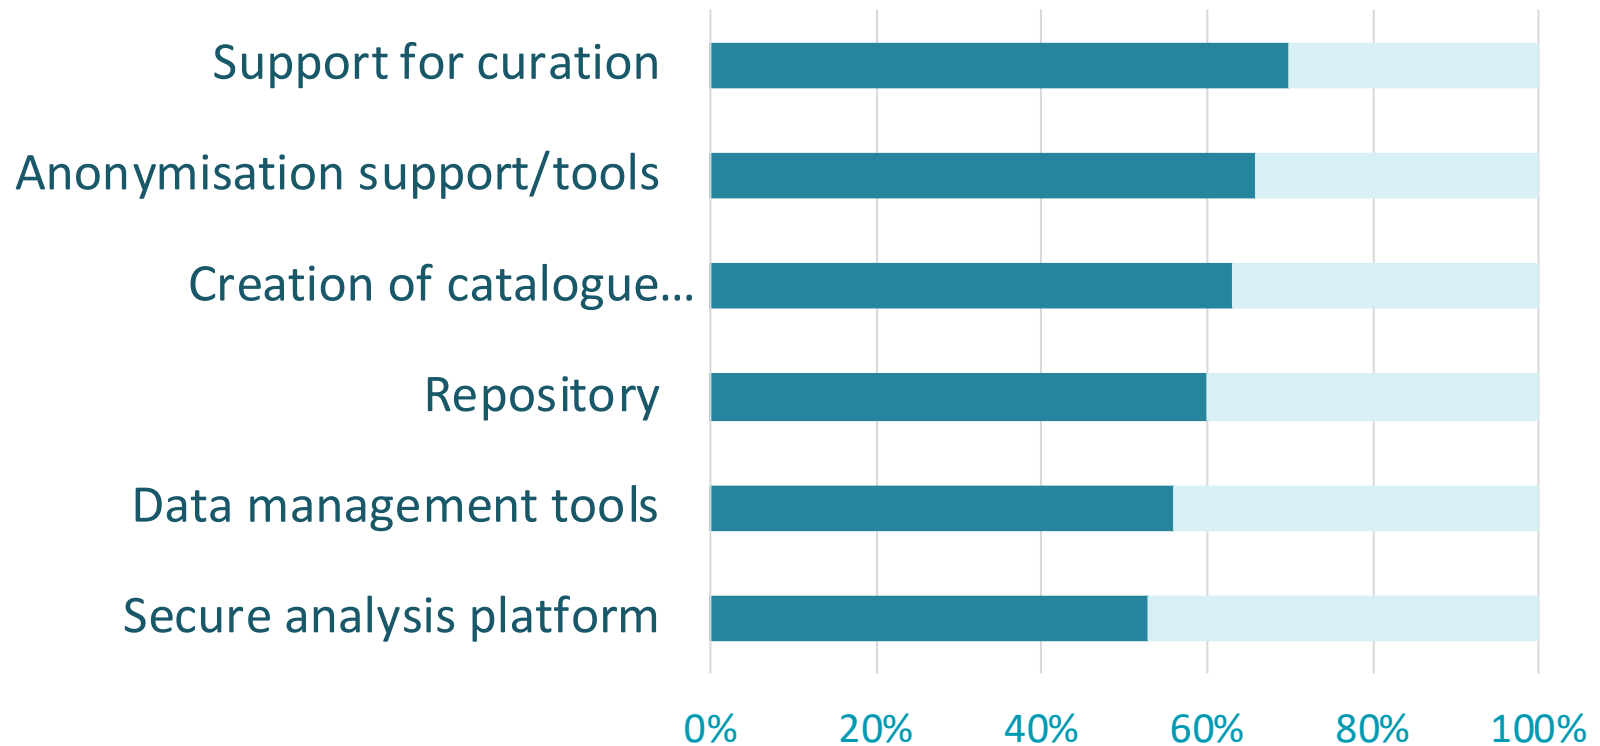 Support for curation
Anonymisation support/tools
Creation of catalogue...
Repository
Data management tools
Secure analysis platform
0% 20% 40% 60% 80% 100%